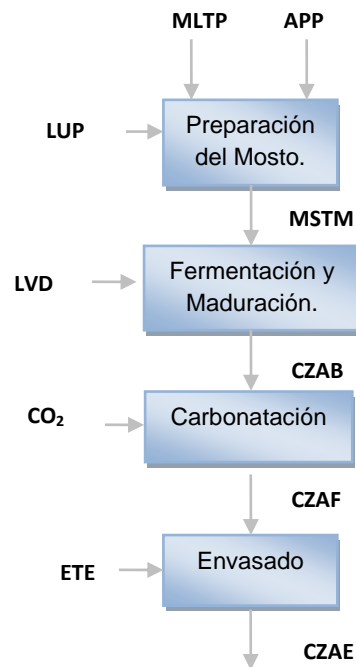 MLTP APP
LUP
Preparación
del Mosto.
MSTM
LVD
Fermentación y
Maduración.
CZAB
CO₂
Carbonatación
CZAF
ETE
Envasado
CZAE